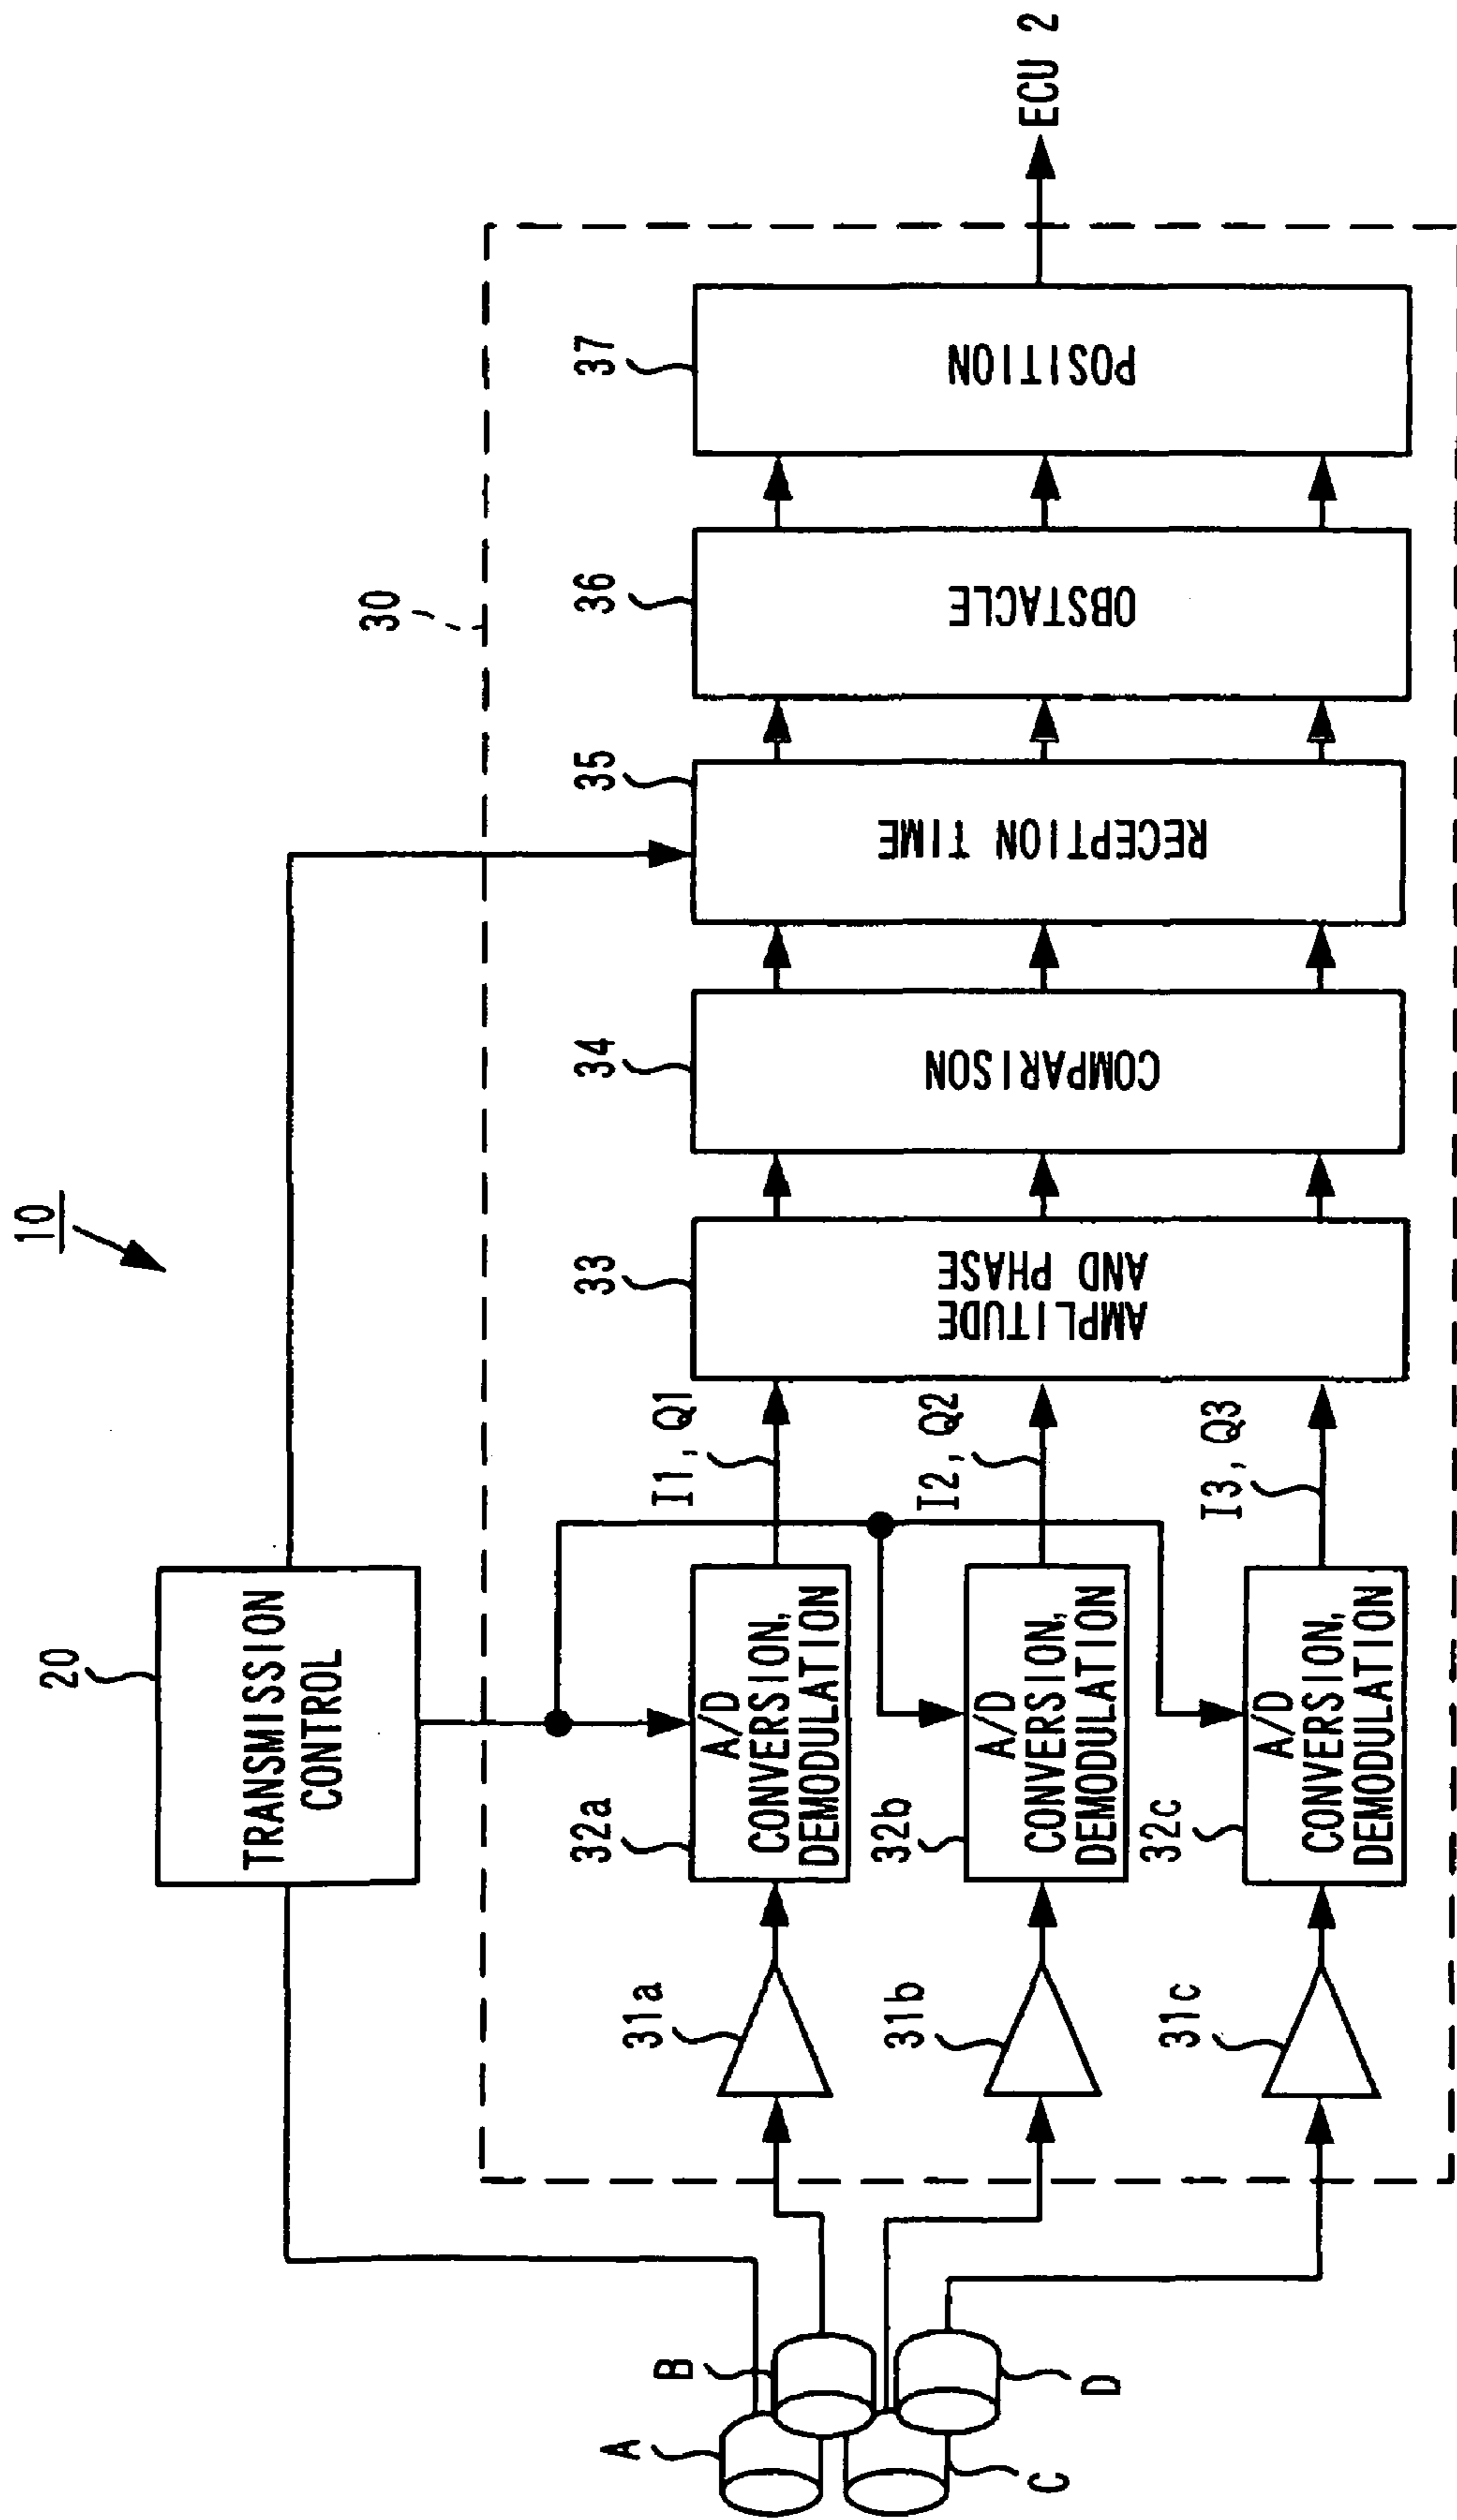 10
20
TRANSMISSION
CONTROL
30
ECU 2
31a
32a
A/D
CONVERSION,
DEMODULATION
I1, Q1
31b
32b
A/D
CONVERSION,
DEMODULATION
I2, Q2
31c
32c
A/D
CONVERSION,
DEMODULATION
I3, Q3
33
AMPLITUDE
AND PHASE
34
COMPARISON
35
RECEPTION TIME
36
OBSTACLE
37
POSITION
A
B
C
D